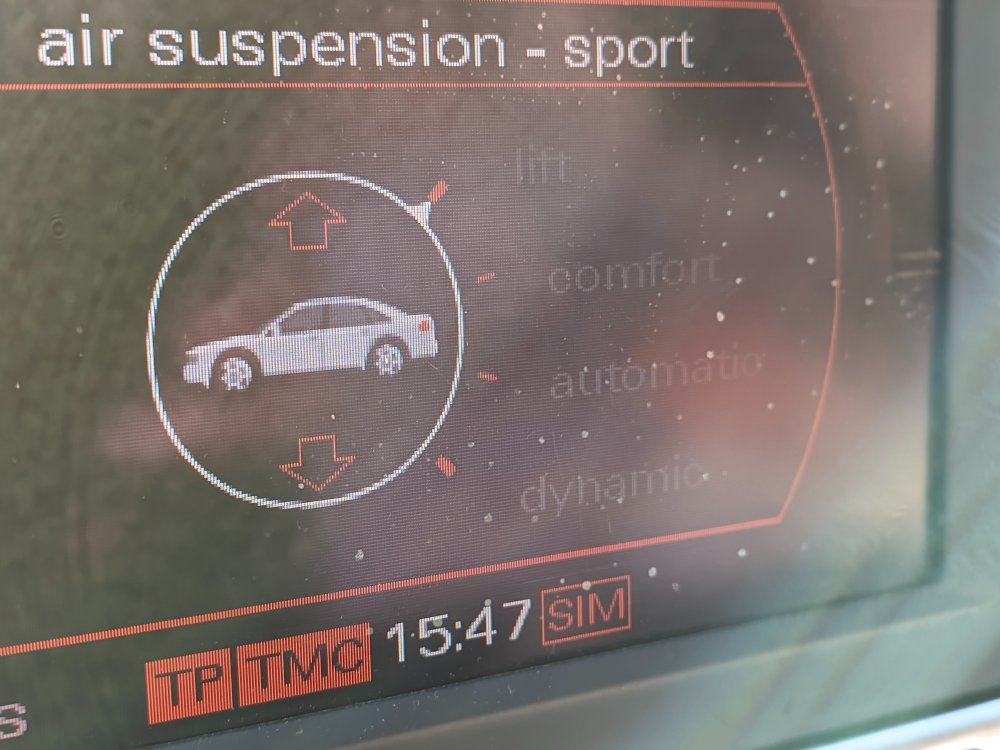 air suspension - sport
lift
comfort
automatic
dynamic
TP TMC 15:47 SIM
s